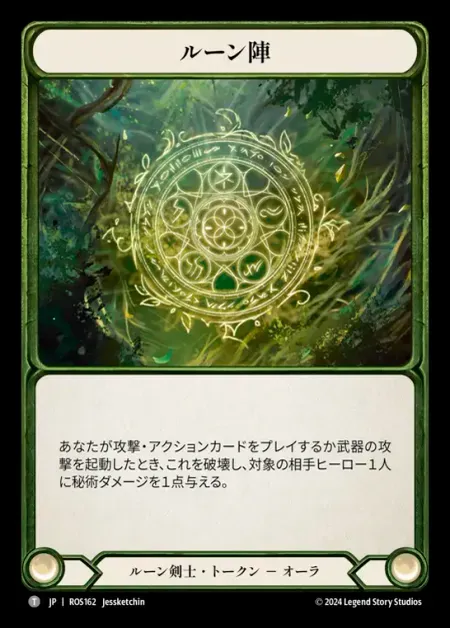 ルーン陣
あなたが攻撃・アクションカードをプレイするか武器の攻
撃を起動したとき、これを破壊し、対象の相手ヒーロー１人
に秘術ダメージを１点与える。
ルーン剣士・トークン － オーラ
T JP | ROS162 Jessketchin
© 2024 Legend Story Studios